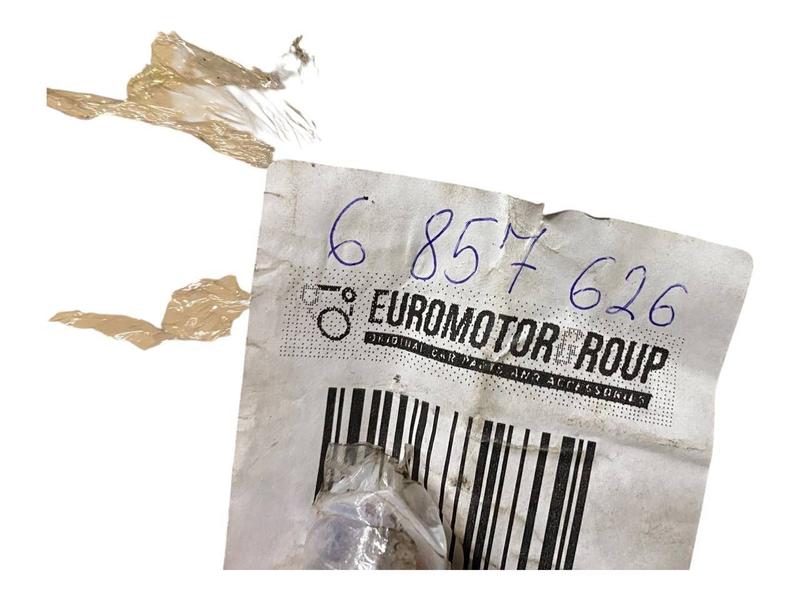 6 857 626
EUROMOTORGROUP
ORIGINAL CAR PARTS AND ACCESSORIES